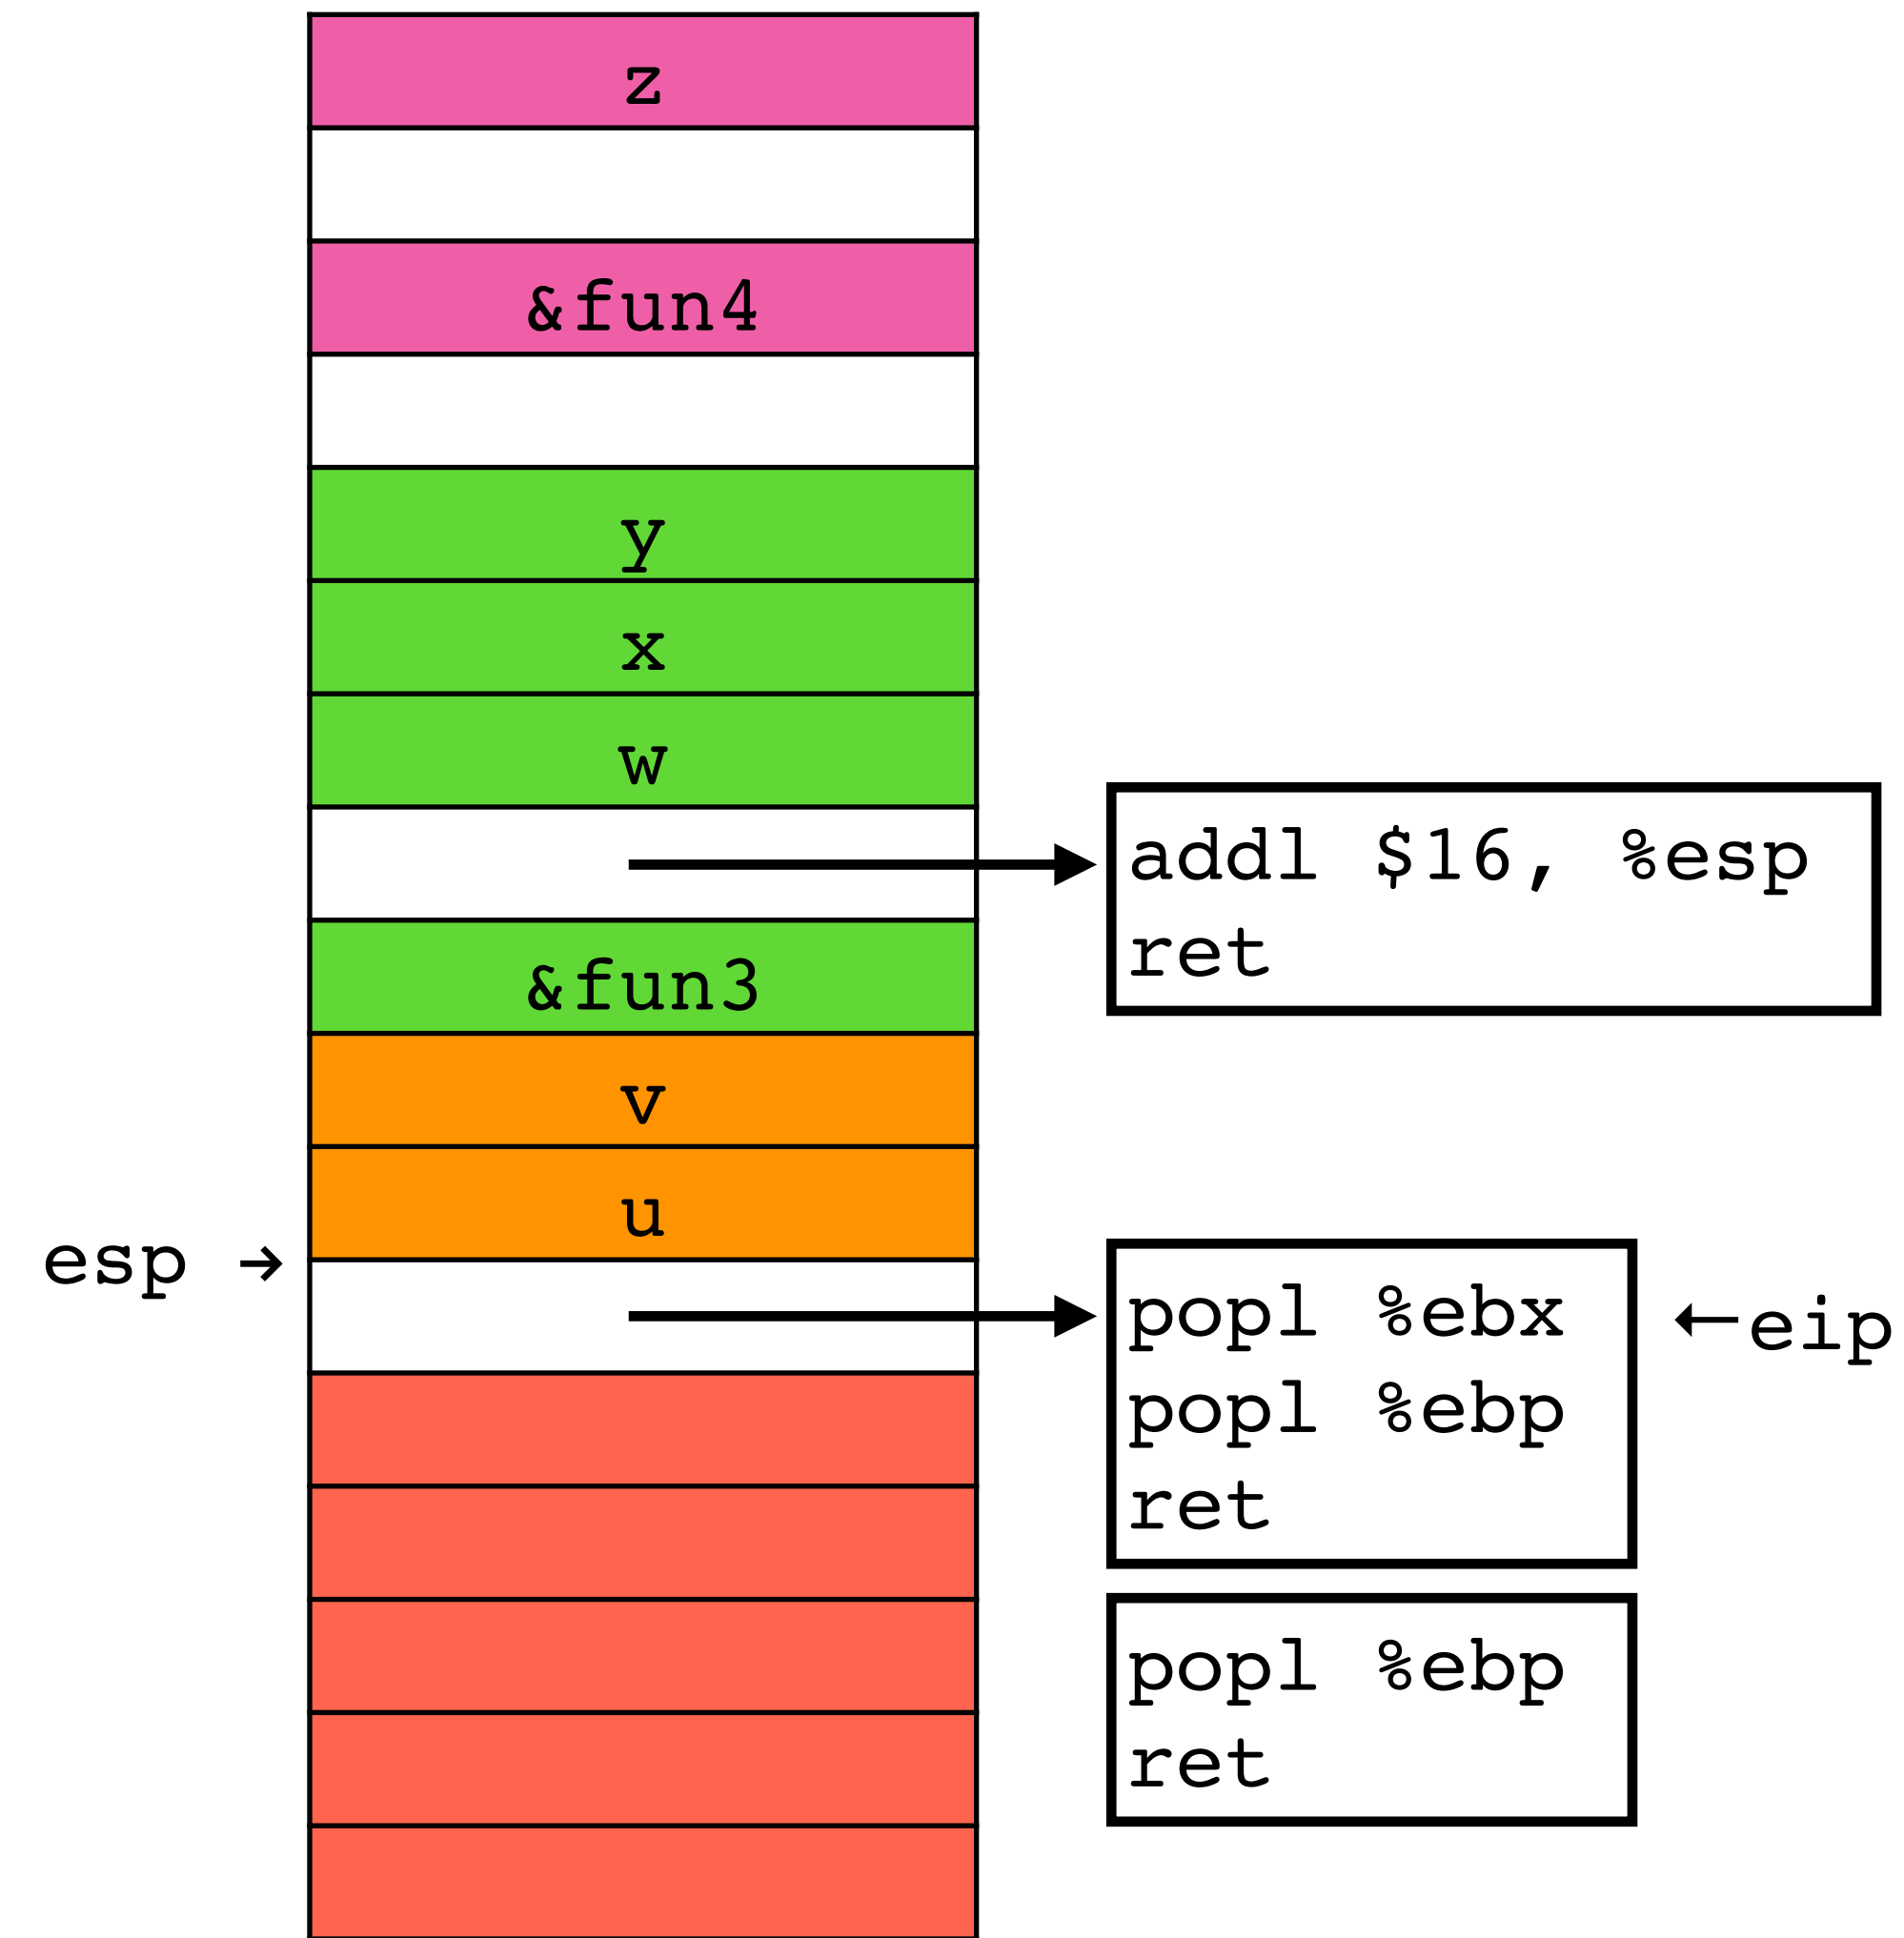 z
&fun4
y
x
w
addl $16, %esp
ret
&fun3
v
u
esp →
popl %ebx
popl %ebp
ret
←eip
popl %ebp
ret